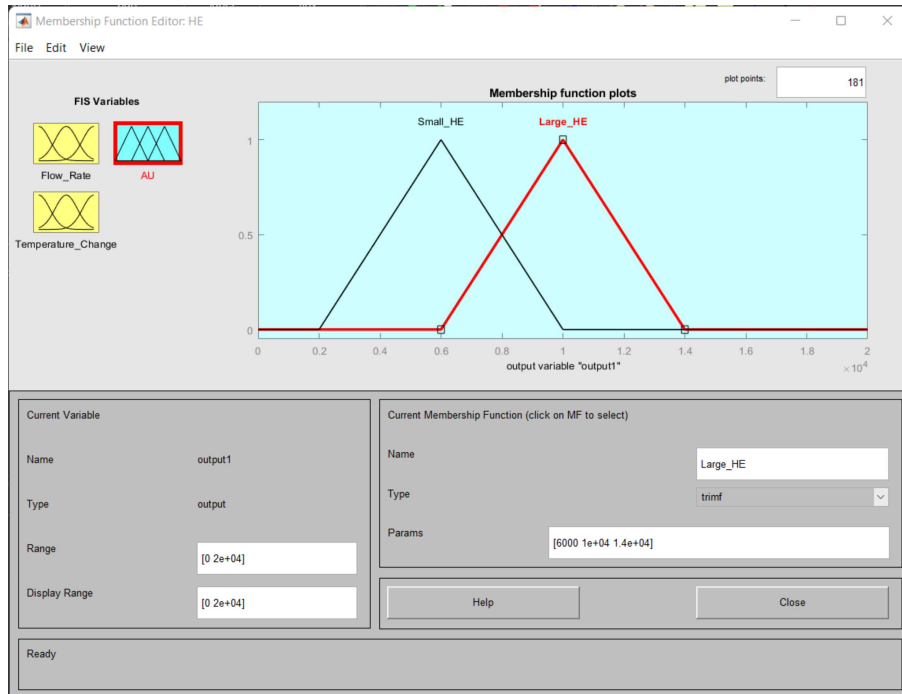 Membership Function Editor: HE
File Edit View
FIS Variables
Flow_Rate
AU
Temperature_Change
plot points:
181
Membership function plots
Small_HE
Large_HE
1
0.5
0
0 0.2 0.4 0.6 0.8 1 1.2 1.4 1.6 1.8 2
output variable "output1"
×10⁴
Current Variable
Name output1
Type output
Range [0 2e+04]
Display Range [0 2e+04]
Current Membership Function (click on MF to select)
Name Large_HE
Type trimf
Params [6000 1e+04 1.4e+04]
Help Close
Ready